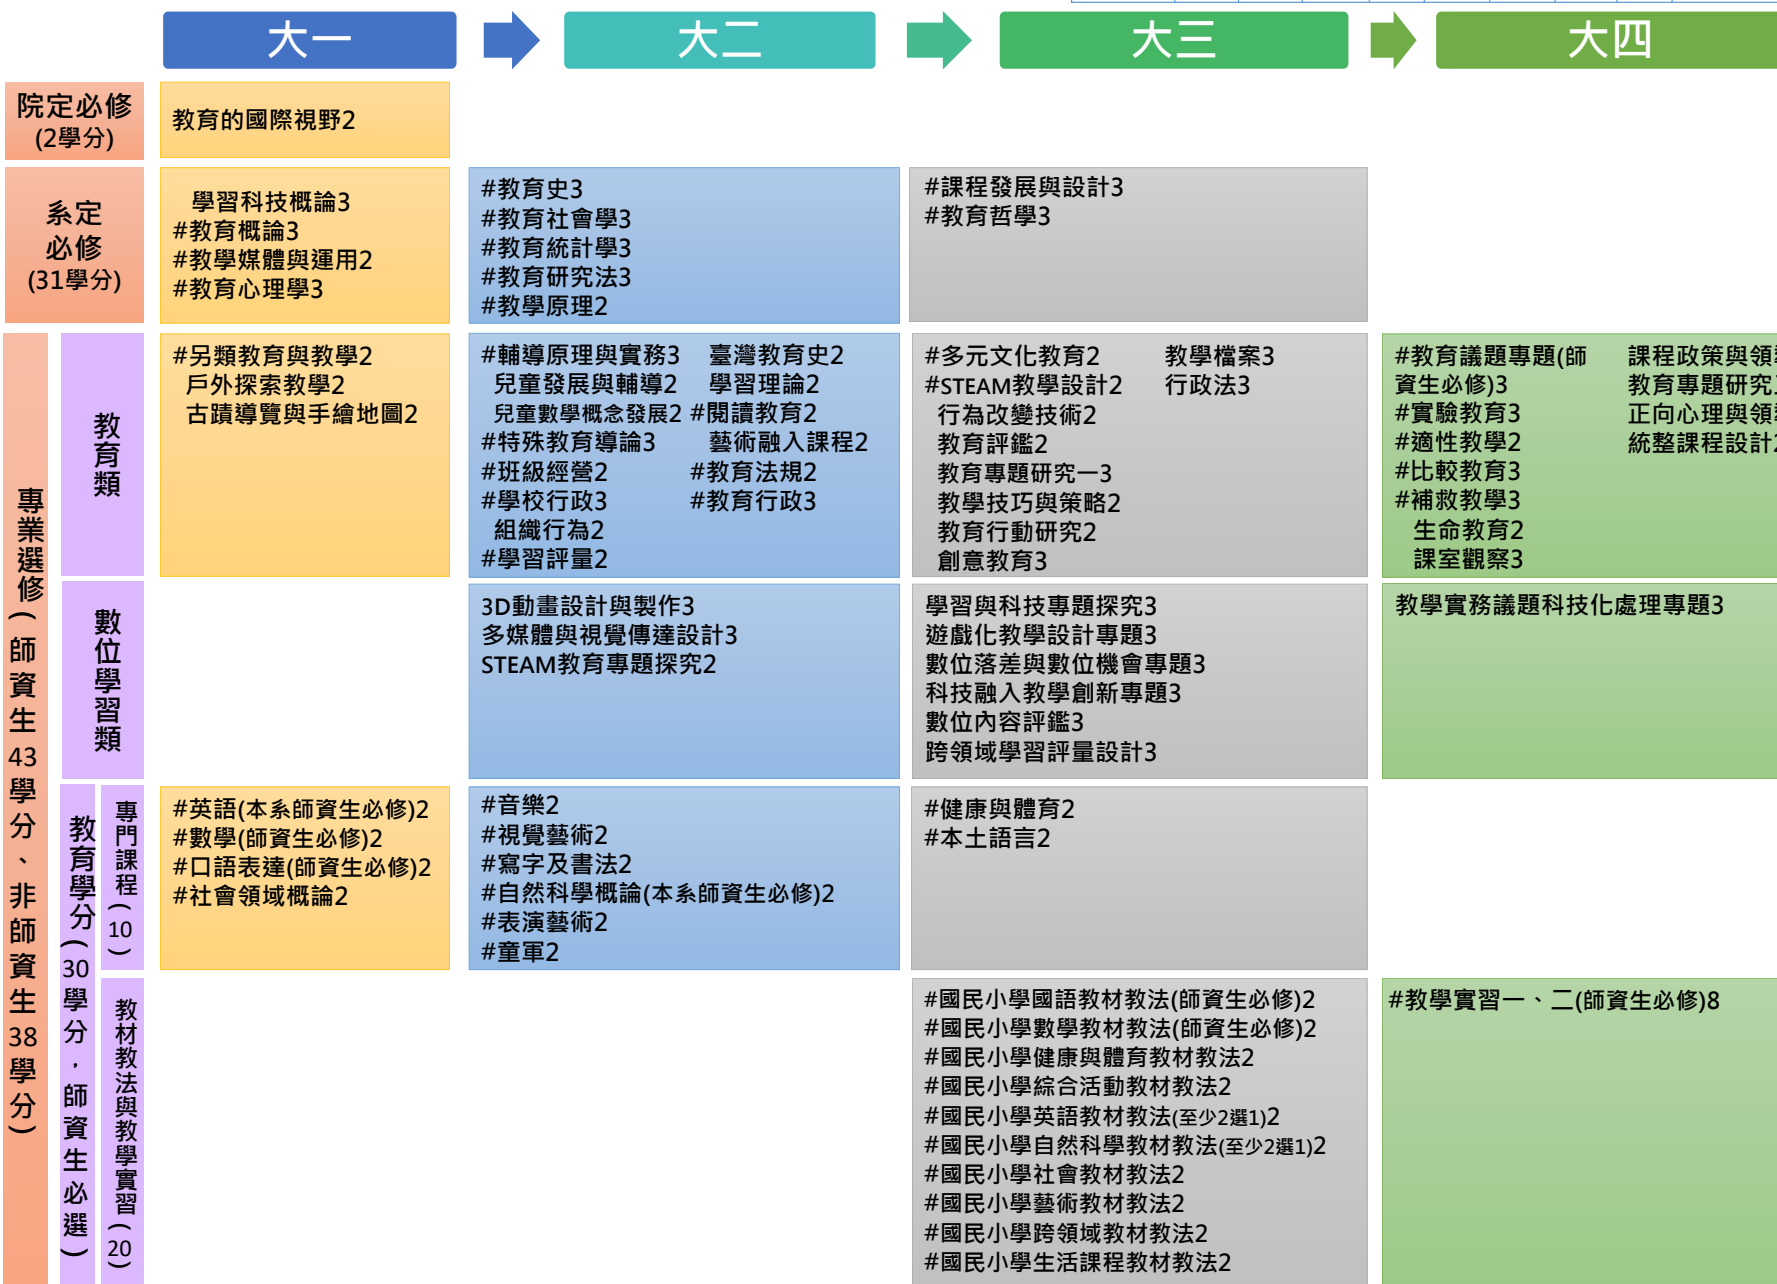 大一
大二
大三
大四
院定必修
(2學分)
教育的國際視野2
系定
必修
(31學分)
學習科技概論3
#教育概論3
#教學媒體與運用2
#教育心理學3
#教育史3
#教育社會學3
#教育統計學3
#教育研究法3
#教學原理2
#課程發展與設計3
#教育哲學3
專業選修(師資生43學分、非師資生38學分)
教育類
#另類教育與教學2
戶外探索教學2
古蹟導覽與手繪地圖2
#輔導原理與實務3
兒童發展與輔導2
兒童數學概念發展2
#特殊教育導論3
#班級經營2
#學校行政3
組織行為2
#學習評量2
臺灣教育史2
學習理論2
#閱讀教育2
藝術融入課程2
#教育法規2
#教育行政3
#多元文化教育2
#STEAM教學設計2
行為改變技術2
教育評鑑2
教育專題研究一3
教學技巧與策略2
教育行動研究2
創意教育3
教學檔案3
行政法3
#教育議題專題(師
資生必修)3
#實驗教育3
#適性教學2
#比較教育3
#補救教學3
生命教育2
課室觀察3
課程政策與領
教育專題研究
正向心理與領
統整課程設計2
數位學習類
3D動畫設計與製作3
多媒體與視覺傳達設計3
STEAM教育專題探究2
學習與科技專題探究3
遊戲化教學設計專題3
數位落差與數位機會專題3
科技融入教學創新專題3
數位內容評鑑3
跨領域學習評量設計3
教學實務議題科技化處理專題3
教育學分(30學分，師資生必選)
專門課程(10)
#英語(本系師資生必修)2
#數學(師資生必修)2
#口語表達(師資生必修)2
#社會領域概論2
#音樂2
#視覺藝術2
#寫字及書法2
#自然科學概論(本系師資生必修)2
#表演藝術2
#童軍2
#健康與體育2
#本土語言2
教材教法與教學實習(20)
#國民小學國語教材教法(師資生必修)2
#國民小學數學教材教法(師資生必修)2
#國民小學健康與體育教材教法2
#國民小學綜合活動教材教法2
#國民小學英語教材教法(至少2選1)2
#國民小學自然科學教材教法(至少2選1)2
#國民小學社會教材教法2
#國民小學藝術教材教法2
#國民小學跨領域教材教法2
#國民小學生活課程教材教法2
#教學實習一、二(師資生必修)8